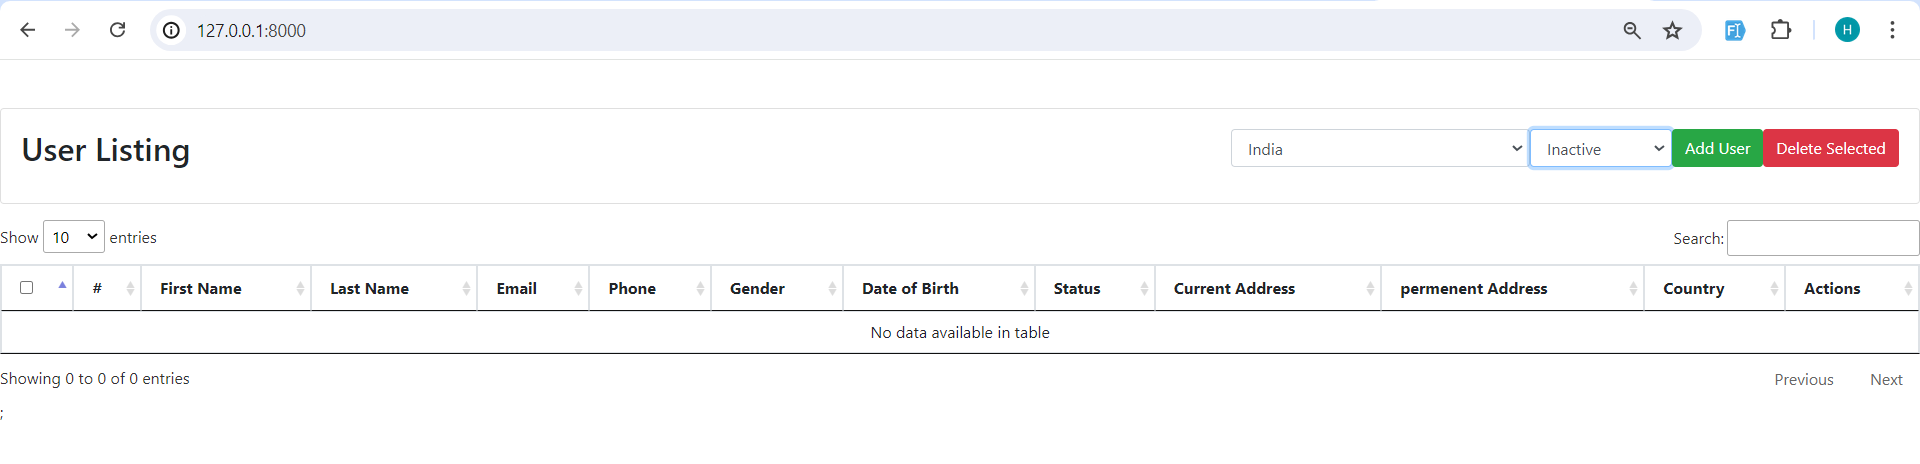 127.0.0.1:8000
FI
H
User Listing
India Inactive Add User Delete Selected
Show 10 entries Search:
# First Name Last Name Email Phone Gender Date of Birth Status Current Address permenent Address Country Actions
No data available in table
Showing 0 to 0 of 0 entries Previous Next
;